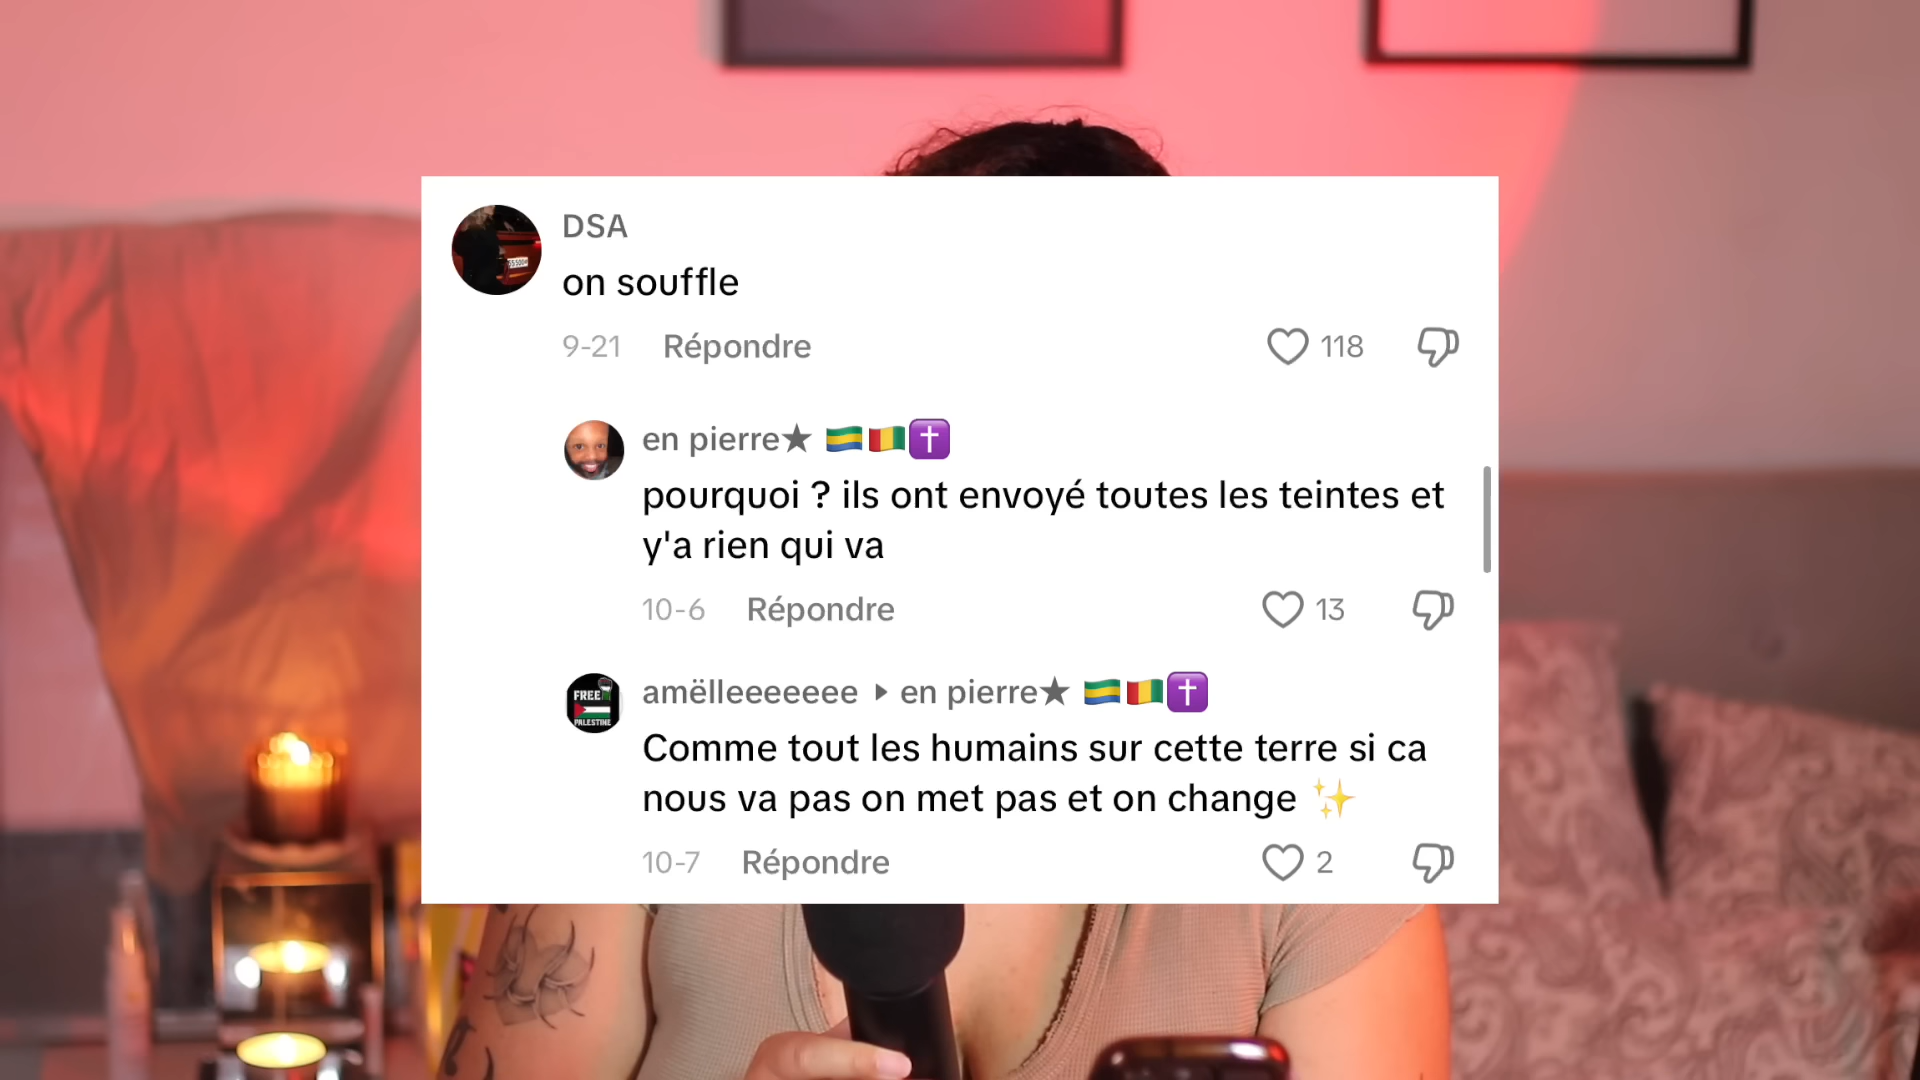 DSA
on souffle
9-21 Répondre 118
en pierre★ 🇬🇦🇲🇱✝️
pourquoi ? ils ont envoyé toutes les teintes et
y'a rien qui va
10-6 Répondre 13
FREE
PALESTINE
amëlleeeeeee ▸ en pierre★ 🇬🇦🇲🇱✝️
Comme tout les humains sur cette terre si ca
nous va pas on met pas et on change ✨
10-7 Répondre 2